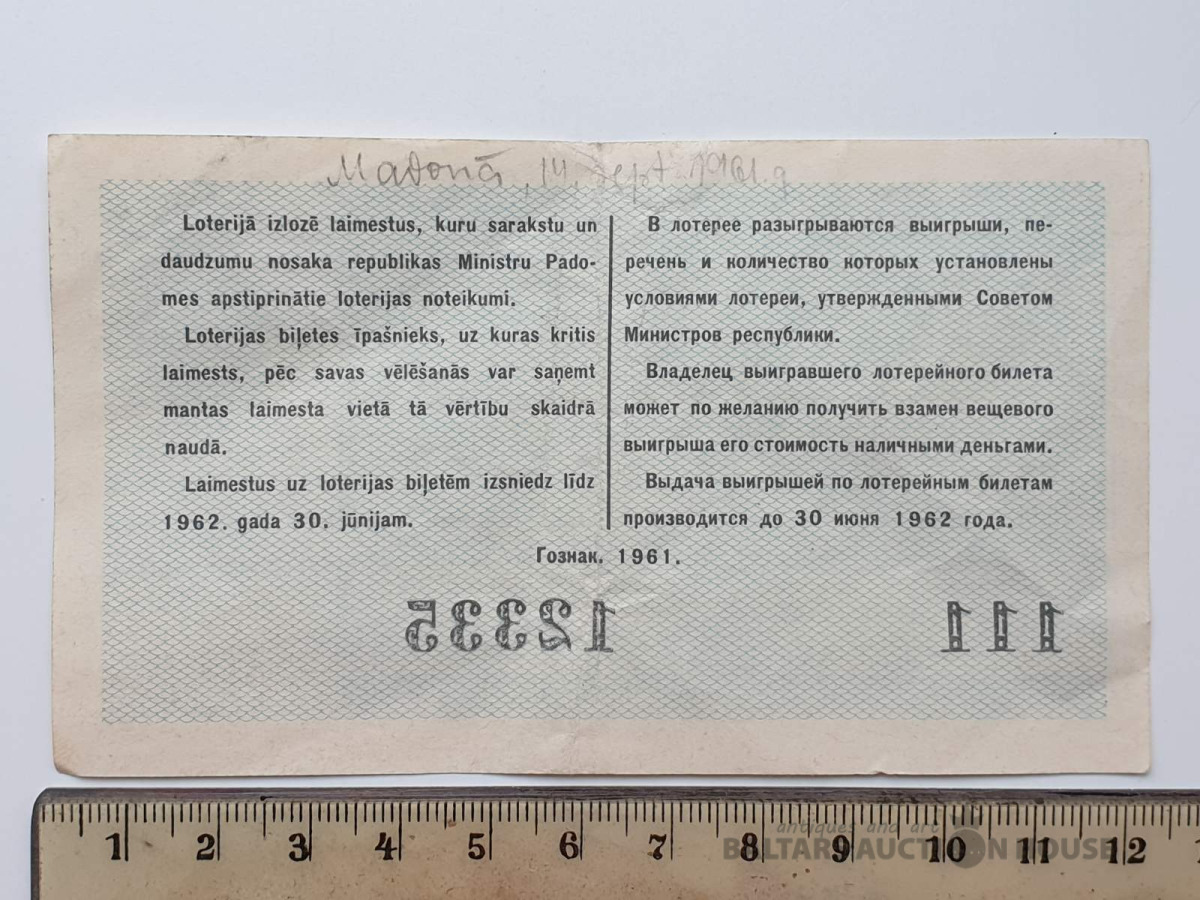 Madonā, 14. sept. 1961.g
Loterijā izlozē laimestus, kuru sarakstu un
daudzumu nosaka republikas Ministru Pado-
mes apstiprinātie loterijas noteikumi.
Loterijas biļetes īpašnieks, uz kuras kritis
laimests, pēc savas vēlēšanās var saņemt
mantas laimesta vietā tā vērtību skaidrā
naudā.
Laimestus uz loterijas biļetēm izsniedz līdz
1962. gada 30. jūnijam.
В лотерее разыгрываются выигрыши, пе-
речень и количество которых установлены
условиями лотереи, утвержденными Советом
Министров республики.
Владелец выигравшего лотерейного билета
может по желанию получить взамен вещевого
выигрыша его стоимость наличными деньгами.
Выдача выигрышей по лотерейным билетам
производится до 30 июня 1962 года.
Гознак. 1961.
12335 111
1 2 3 4 5 6 7 8 9 10 11 12
antiques and art
BALTARS AUCTION HOUSE